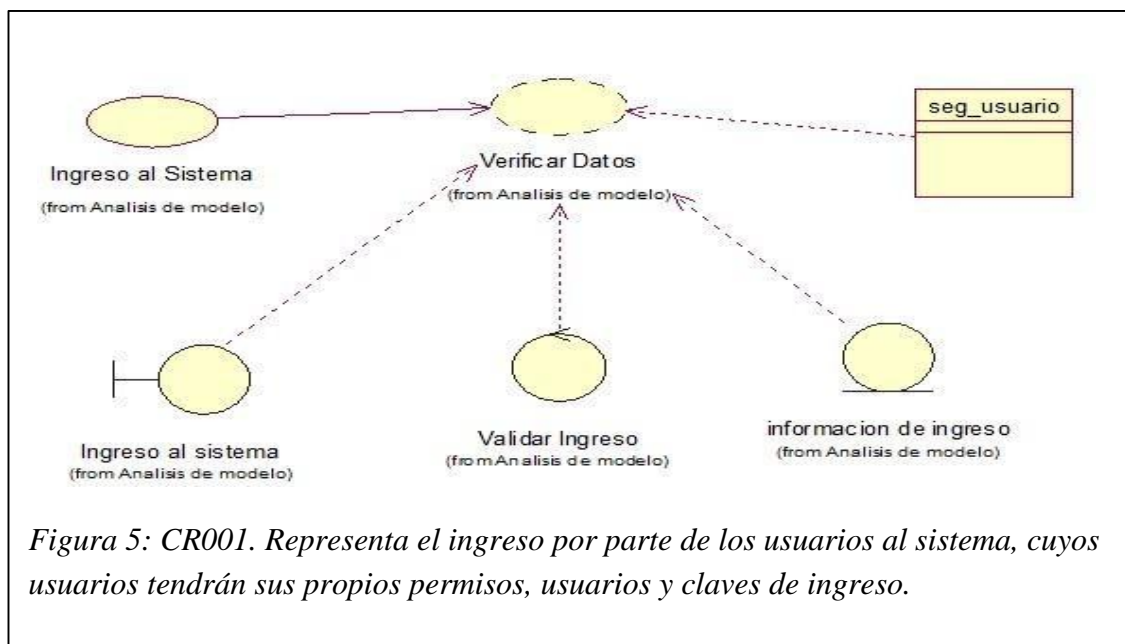 seg_usuario
Ingreso al Sistema
(from Analisis de modelo)
Verificar Datos
(from Analisis de modelo)
Ingreso al sistema
(from Analisis de modelo)
Validar Ingreso
(from Analisis de modelo)
informacion de ingreso
(from Analisis de modelo)
Figura 5: CR001. Representa el ingreso por parte de los usuarios al sistema, cuyos
usuarios tendrán sus propios permisos, usuarios y claves de ingreso.